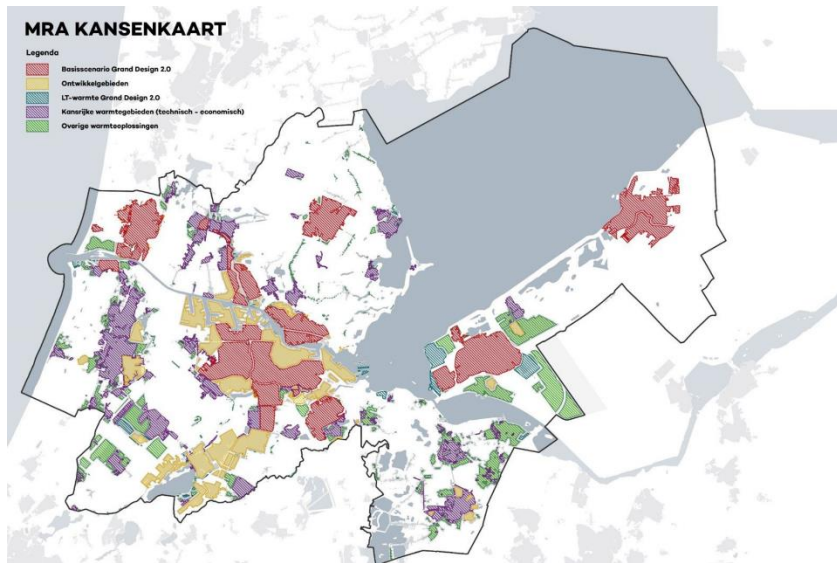 MRA KANSENKAART
Legenda
Basisscenario Grand Design 2.0
Ontwikkelgebieden
LT-warmte Grand Design 2.0
Kansrijke warmtegebieden (technisch - economisch)
Overige warmteoplossingen